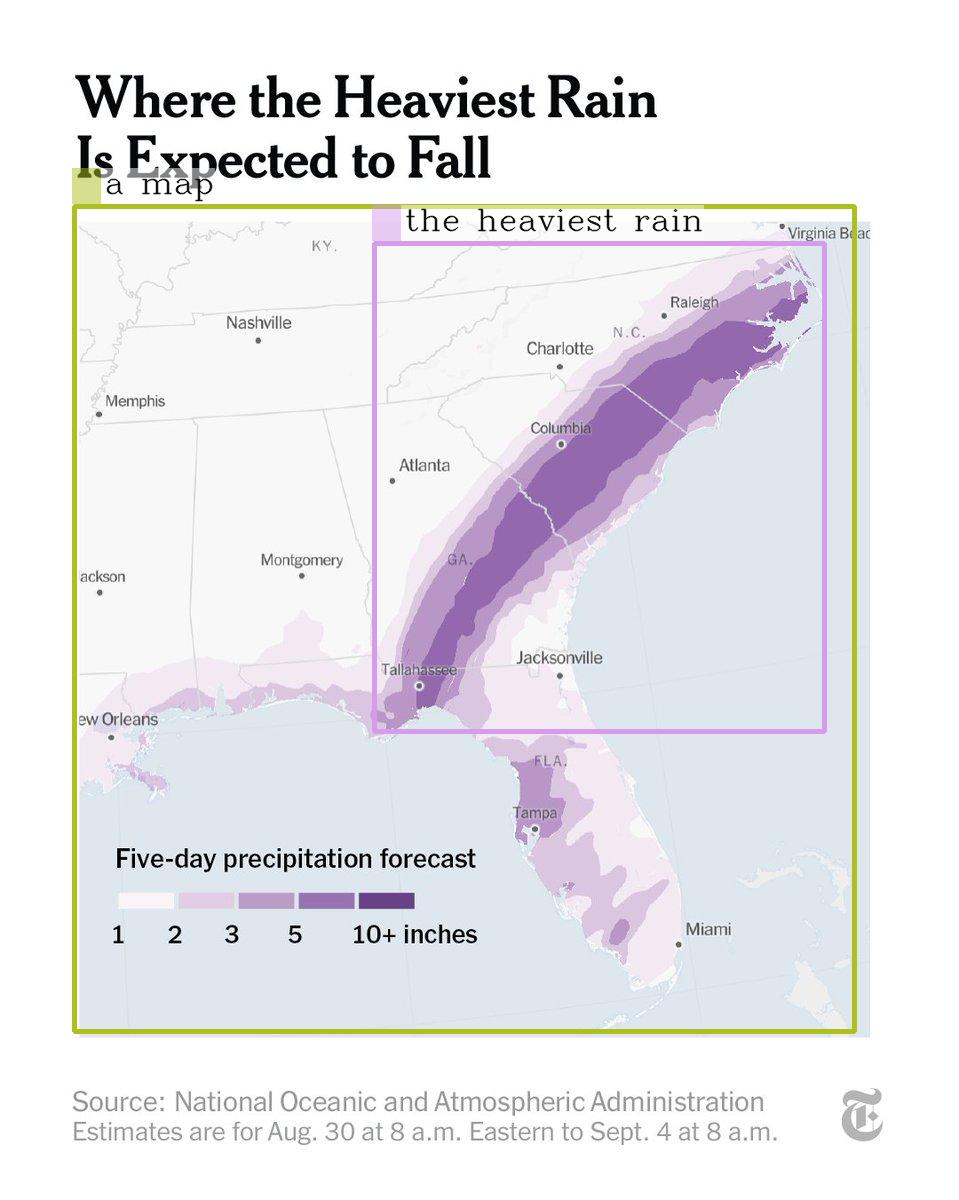 Where the Heaviest Rain
Is Expected to Fall
a map
the heaviest rain
Virginia Beac
KY.
Raleigh
Nashville
N.C.
Charlotte
Memphis
Columbia
Atlanta
GA.
Montgomery
ackson
Jacksonville
Tallahassee
ew Orleans
FLA.
Tampa
Five-day precipitation forecast
1 2 3 5 10+ inches
Miami
Source: National Oceanic and Atmospheric Administration
Estimates are for Aug. 30 at 8 a.m. Eastern to Sept. 4 at 8 a.m.
T